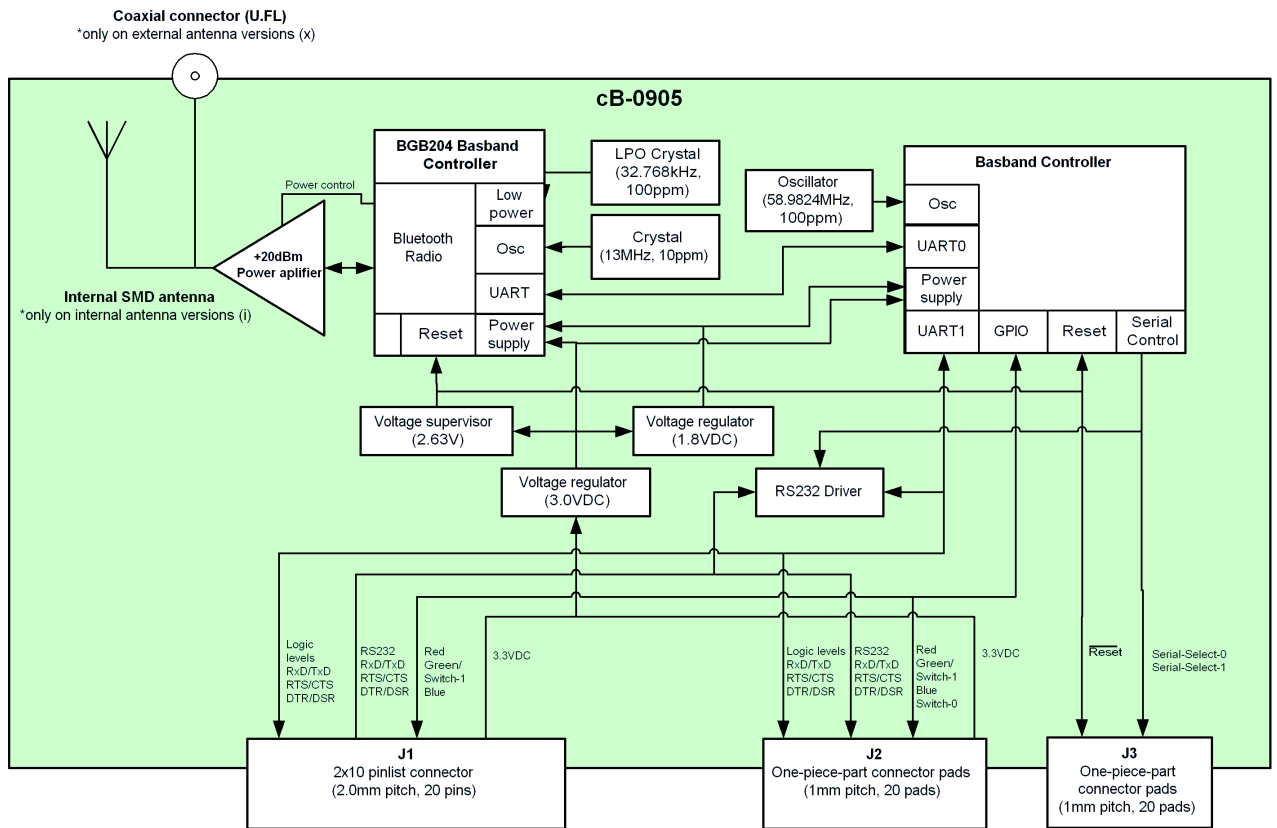 Coaxial connector (U.FL)
*only on external antenna versions (x)
cB-0905
BGB204 Basband
Controller
LPO Crystal
(32.768kHz,
100ppm)
Basband Controller
Oscillator
(58.9824MHz,
100ppm)
Power control
Low
power
Osc
Bluetooth
Radio
Osc
Crystal
(13MHz, 10ppm)
UART0
+20dBm
Power aplifier
Power
supply
UART
Internal SMD antenna
*only on internal antenna versions (i)
Reset
Power
supply
UART1
GPIO
Reset
Serial
Control
Voltage supervisor
(2.63V)
Voltage regulator
(1.8VDC)
Voltage regulator
(3.0VDC)
RS232 Driver
Logic
levels
RxD/TxD
RTS/CTS
DTR/DSR
RS232
RxD/TxD
RTS/CTS
DTR/DSR
Red
Green/
Switch-1
Blue
3.3VDC
Logic levels
RxD/TxD
RTS/CTS
DTR/DSR
RS232
RxD/TxD
RTS/CTS
DTR/DSR
Red
Green/
Switch-1
Blue
Switch-0
3.3VDC
Reset
Serial-Select-0
Serial-Select-1
J1
2x10 pinlist connector
(2.0mm pitch, 20 pins)
J2
One-piece-part connector pads
(1mm pitch, 20 pads)
J3
One-piece-part
connector pads
(1mm pitch, 20 pads)